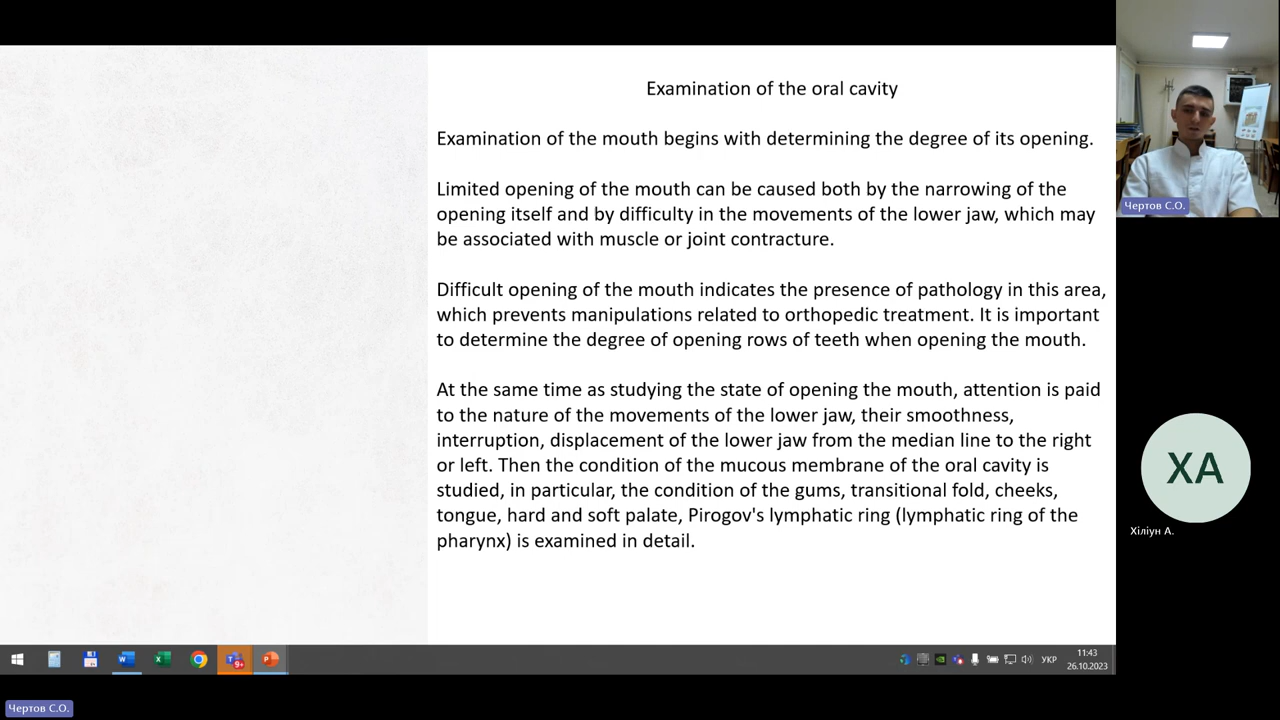 Examination of the oral cavity
Examination of the mouth begins with determining the degree of its opening.
Limited opening of the mouth can be caused both by the narrowing of the
opening itself and by difficulty in the movements of the lower jaw, which may
be associated with muscle or joint contracture.
Difficult opening of the mouth indicates the presence of pathology in this area,
which prevents manipulations related to orthopedic treatment. It is important
to determine the degree of opening rows of teeth when opening the mouth.
At the same time as studying the state of opening the mouth, attention is paid
to the nature of the movements of the lower jaw, their smoothness,
interruption, displacement of the lower jaw from the median line to the right
or left. Then the condition of the mucous membrane of the oral cavity is
studied, in particular, the condition of the gums, transitional fold, cheeks,
tongue, hard and soft palate, Pirogov's lymphatic ring (lymphatic ring of the
pharynx) is examined in detail.
Чертов С.О.
ХА
Хіліун А.
УКР
11:43
26.10.2023
Чертов С.О.